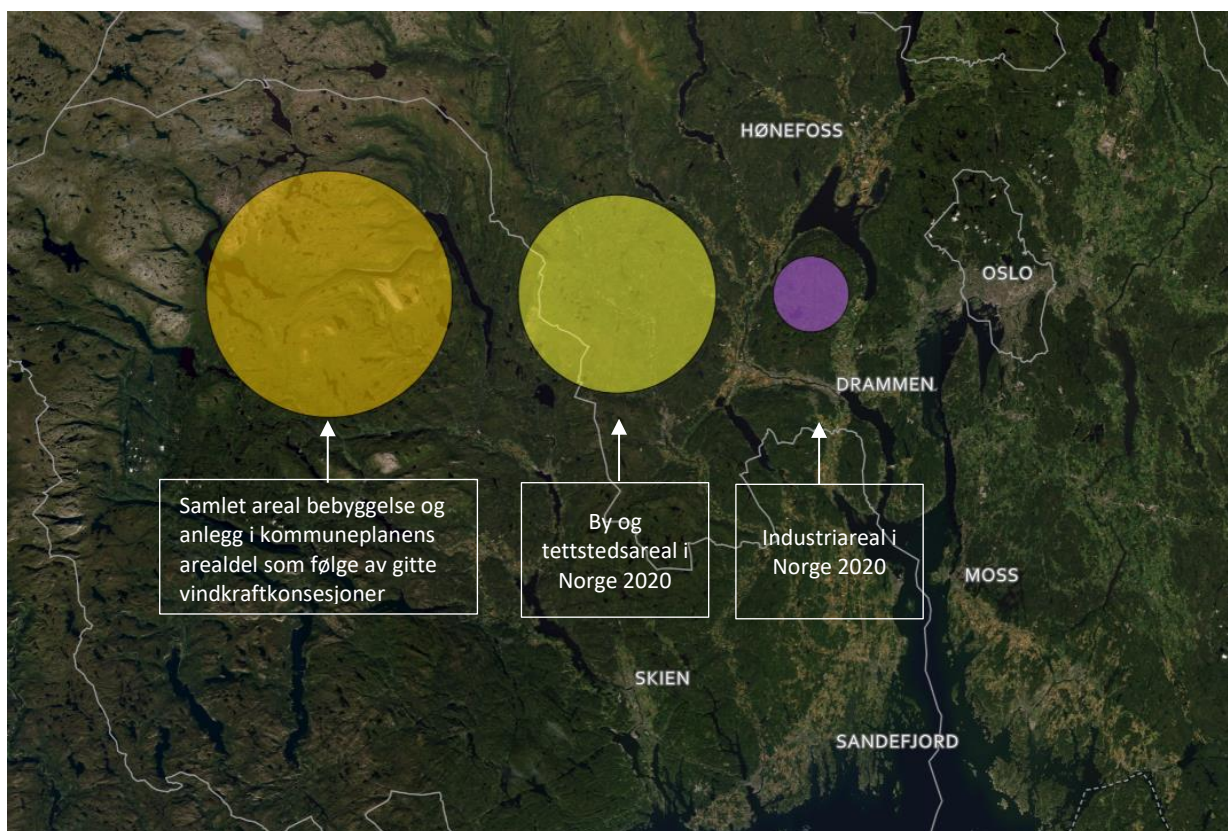 HØNEFOSS
OSLO
DRAMMEN
Samlet areal bebyggelse og
anlegg i kommuneplanens
arealdel som følge av gitte
vindkraftkonsesjoner
By og
tettstedsareal i
Norge 2020
Industriareal i
Norge 2020
MOSS
SKIEN
SANDEFJORD